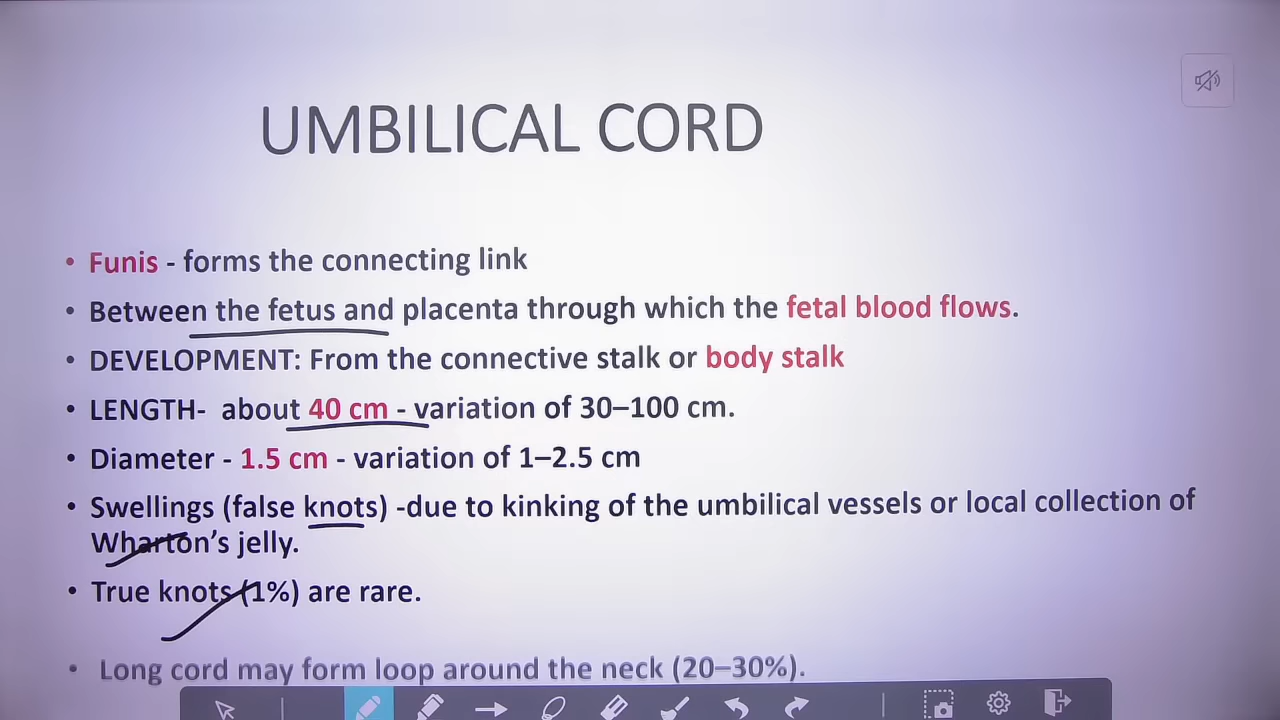 UMBILICAL CORD
• Funis - forms the connecting link
• Between the fetus and placenta through which the fetal blood flows.
• DEVELOPMENT: From the connective stalk or body stalk
• LENGTH- about 40 cm - variation of 30–100 cm.
• Diameter - 1.5 cm - variation of 1–2.5 cm
• Swellings (false knots) -due to kinking of the umbilical vessels or local collection of
Wharton’s jelly.
• True knots (1%) are rare.
• Long cord may form loop around the neck (20–30%).